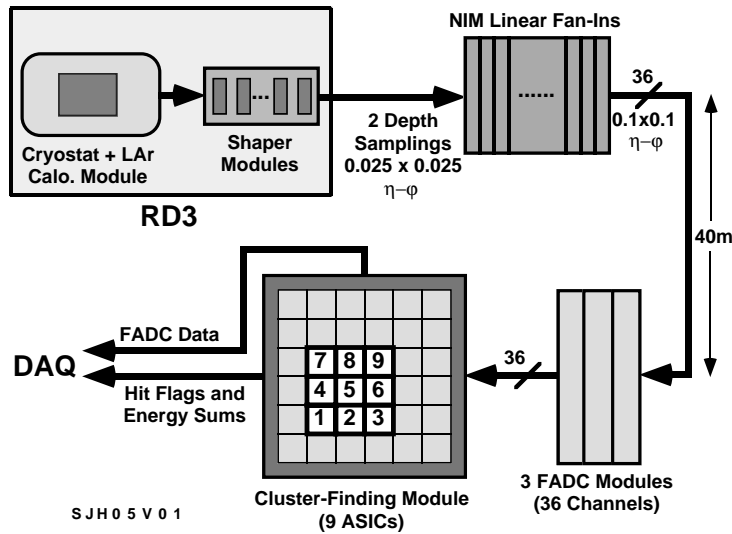 NIM Linear Fan-Ins
36
0.1x0.1
η−φ
Cryostat + LAr
Calo. Module
...
Shaper
Modules
2 Depth
Samplings
0.025 x 0.025
η−φ
......
RD3
40m
FADC Data
DAQ
Hit Flags and
Energy Sums
7 8 9
4 5 6
1 2 3
36
Cluster-Finding Module
(9 ASICs)
3 FADC Modules
(36 Channels)
SJH05V01